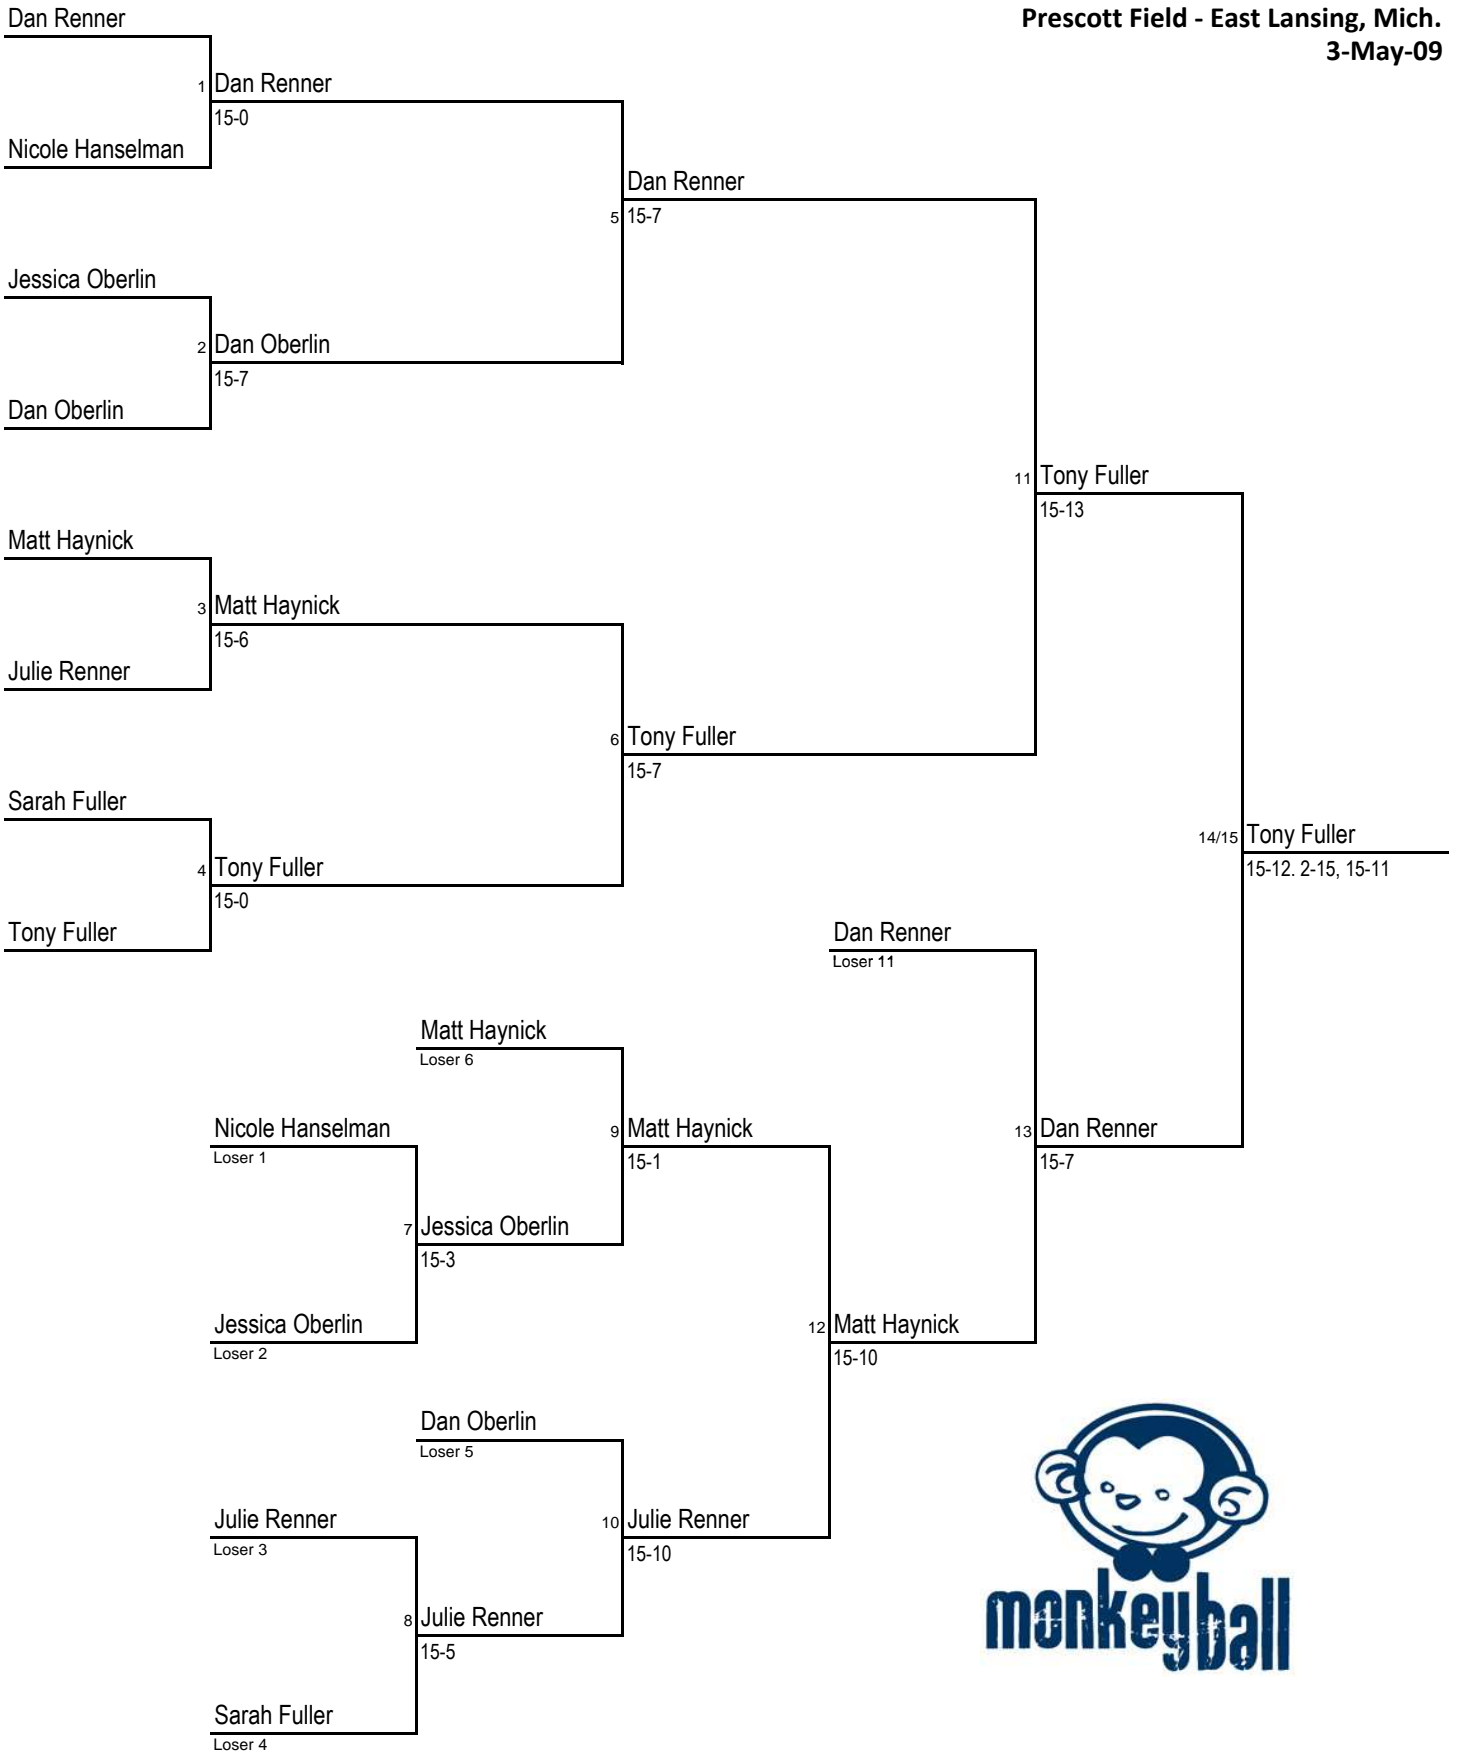 Dan Renner
Prescott Field - East Lansing, Mich.
3-May-09
1 Dan Renner
15-0
Nicole Hanselman
Dan Renner
5 15-7
Jessica Oberlin
2 Dan Oberlin
15-7
Dan Oberlin
11 Tony Fuller
15-13
Matt Haynick
3 Matt Haynick
15-6
Julie Renner
6 Tony Fuller
15-7
Sarah Fuller
14/15 Tony Fuller
15-12. 2-15, 15-11
4 Tony Fuller
15-0
Tony Fuller
Dan Renner
Loser 11
Matt Haynick
Loser 6
Nicole Hanselman
Loser 1
9 Matt Haynick
15-1
13 Dan Renner
15-7
7 Jessica Oberlin
15-3
Jessica Oberlin
Loser 2
12 Matt Haynick
15-10
Dan Oberlin
Loser 5
Julie Renner
Loser 3
10 Julie Renner
15-10
monkeyball
8 Julie Renner
15-5
Sarah Fuller
Loser 4